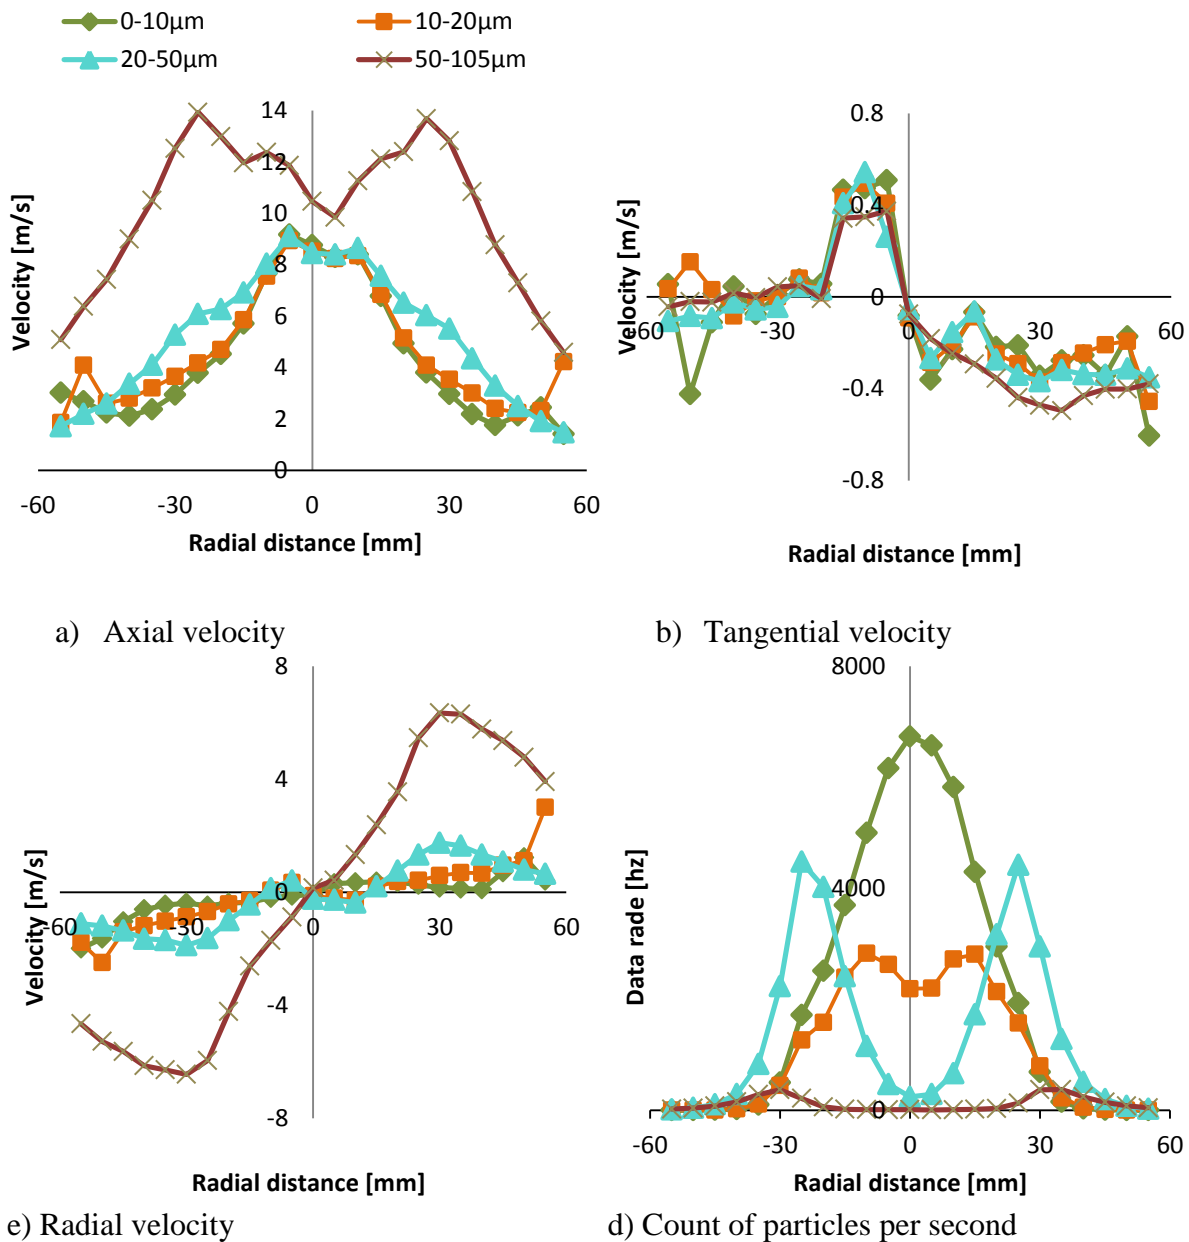 0-10µm 10-20µm
20-50µm 50-105µm
14
12
10
8
6
4
2
0
-60 -30 0 30 60
Velocity [m/s]
Radial distance [mm]
0.8
0.4
0
-0.4
-0.8
-60 -30 0 30 60
Velocity [m/s]
Radial distance [mm]
a) Axial velocity
b) Tangential velocity
8
4
0
-4
-8
-60 -30 0 30 60
Velocity [m/s]
Radial distance [mm]
8000
4000
0
-60 -30 0 30 60
Data rade [hz]
Radial distance [mm]
e) Radial velocity
d) Count of particles per second